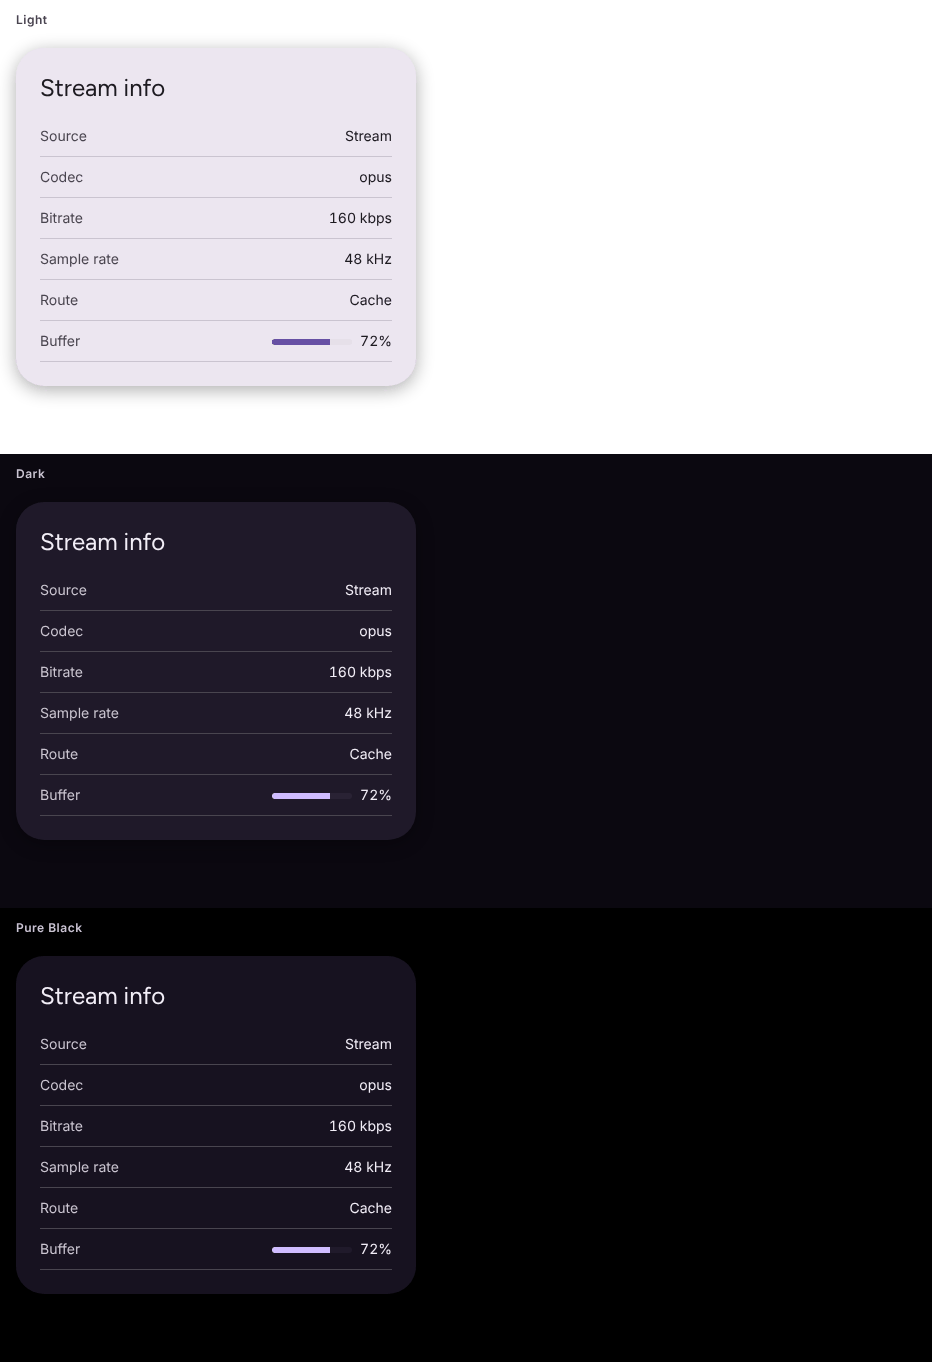 Light
Stream info
Source Stream
Codec opus
Bitrate 160 kbps
Sample rate 48 kHz
Route Cache
Buffer 72%
Dark
Stream info
Source Stream
Codec opus
Bitrate 160 kbps
Sample rate 48 kHz
Route Cache
Buffer 72%
Pure Black
Stream info
Source Stream
Codec opus
Bitrate 160 kbps
Sample rate 48 kHz
Route Cache
Buffer 72%